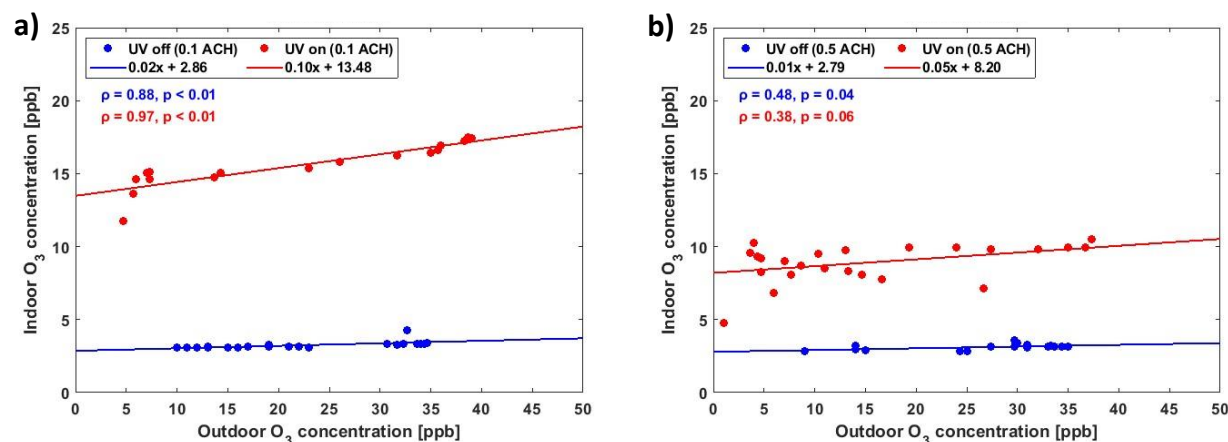 a)
Indoor O3 concentration [ppb]
25
20
15
10
5
0
UV off (0.1 ACH) UV on (0.1 ACH)
0.02x + 2.86 0.10x + 13.48
ρ = 0.88, p < 0.01
ρ = 0.97, p < 0.01
0 5 10 15 20 25 30 35 40 45 50
Outdoor O3 concentration [ppb]
b)
Indoor O3 concentration [ppb]
25
20
15
10
5
0
UV off (0.5 ACH) UV on (0.5 ACH)
0.01x + 2.79 0.05x + 8.20
ρ = 0.48, p = 0.04
ρ = 0.38, p = 0.06
0 5 10 15 20 25 30 35 40 45 50
Outdoor O3 concentration [ppb]